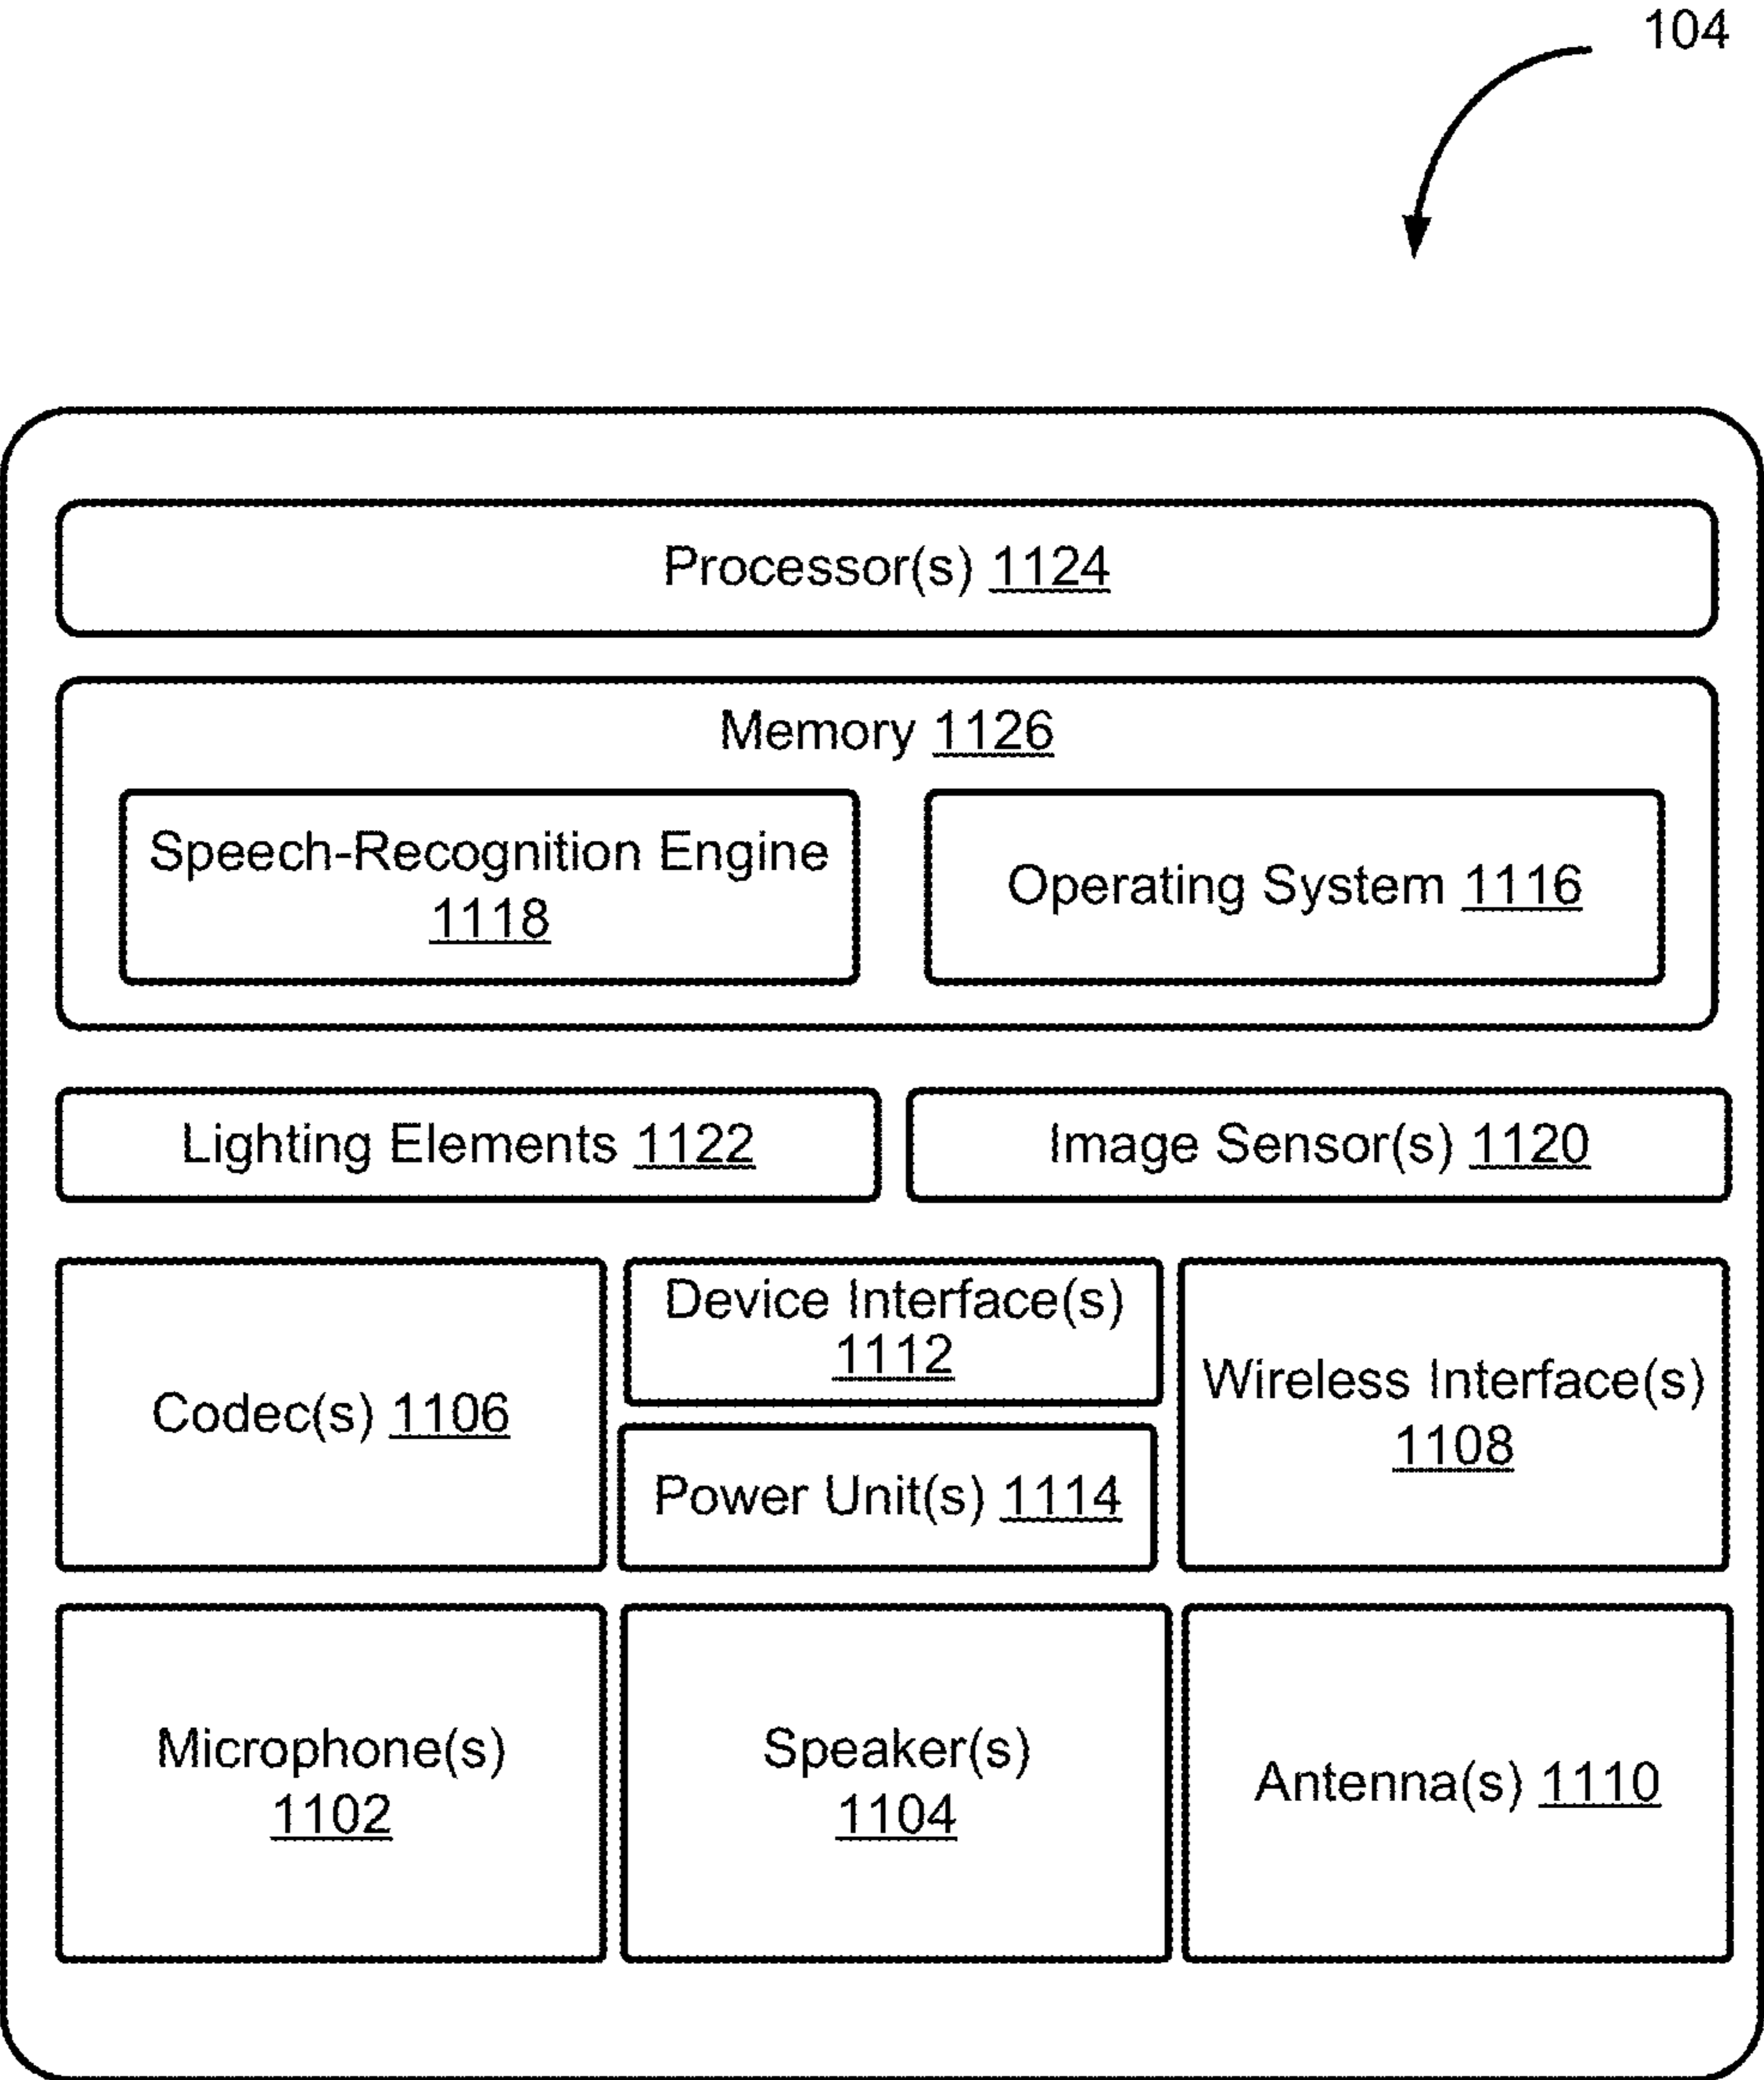 104
Processor(s) 1124
Memory 1126
Speech-Recognition Engine
1118
Operating System 1116
Lighting Elements 1122
Image Sensor(s) 1120
Codec(s) 1106
Device Interface(s)
1112
Power Unit(s) 1114
Wireless Interface(s)
1108
Microphone(s)
1102
Speaker(s)
1104
Antenna(s) 1110